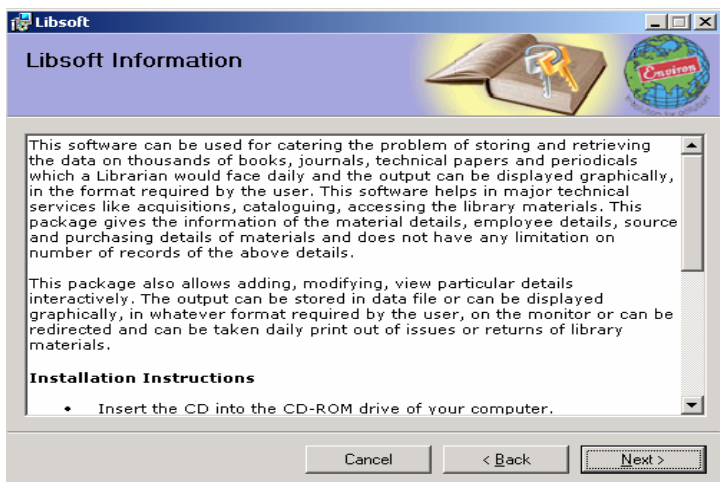 Libsoft
Libsoft Information
Environ
This software can be used for catering the problem of storing and retrieving
the data on thousands of books, journals, technical papers and periodicals
which a Librarian would face daily and the output can be displayed graphically,
in the format required by the user. This software helps in major technical
services like acquisitions, cataloguing, accessing the library materials. This
package gives the information of the material details, employee details, source
and purchasing details of materials and does not have any limitation on
number of records of the above details.
This package also allows adding, modifying, view particular details
interactively. The output can be stored in data file or can be displayed
graphically, in whatever format required by the user, on the monitor or can be
redirected and can be taken daily print out of issues or returns of library
materials.
Installation Instructions
• Insert the CD into the CD-ROM drive of your computer.
Cancel
< Back
Next >